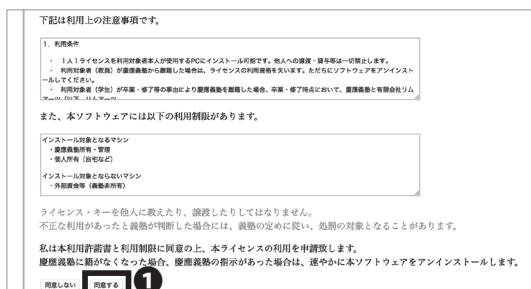 下記は利用上の注意事項です。
1. 利用条件
・ 1人1ライセンスを利用対象者本人が使用するPCにインストール可能です。他人への譲渡・貸与等は一切禁止します。
・ 利用対象者（教員）が慶應義塾から離籍した場合は、ライセンスの利用資格を失います。ただちにソフトウェアをアンインスト
ールしてください。
・ 利用対象者（学生）が卒業・修了等の事由により慶應義塾を離籍した場合、卒業・修了時点において、慶應義塾と有限会社リム
また、本ソフトウェアには以下の利用制限があります。
インストール対象となるマシン
・慶應義塾所有・管理
・個人所有（自宅など）
インストール対象とならないマシン
・外部資金等（義塾非所有）
ライセンス・キーを他人に教えたり、譲渡したりしてはなりません。
不正な利用があったと義塾が判断した場合には、義塾の定めに従い、処罰の対象となることがあります。
私は本利用許諾書と利用制限に同意の上、本ライセンスの利用を申請致します。
慶應義塾に籍がなくなった場合、慶應義塾の指示があった場合は、速やかに本ソフトウェアをアンインストールします。
同意しない 同意する 1